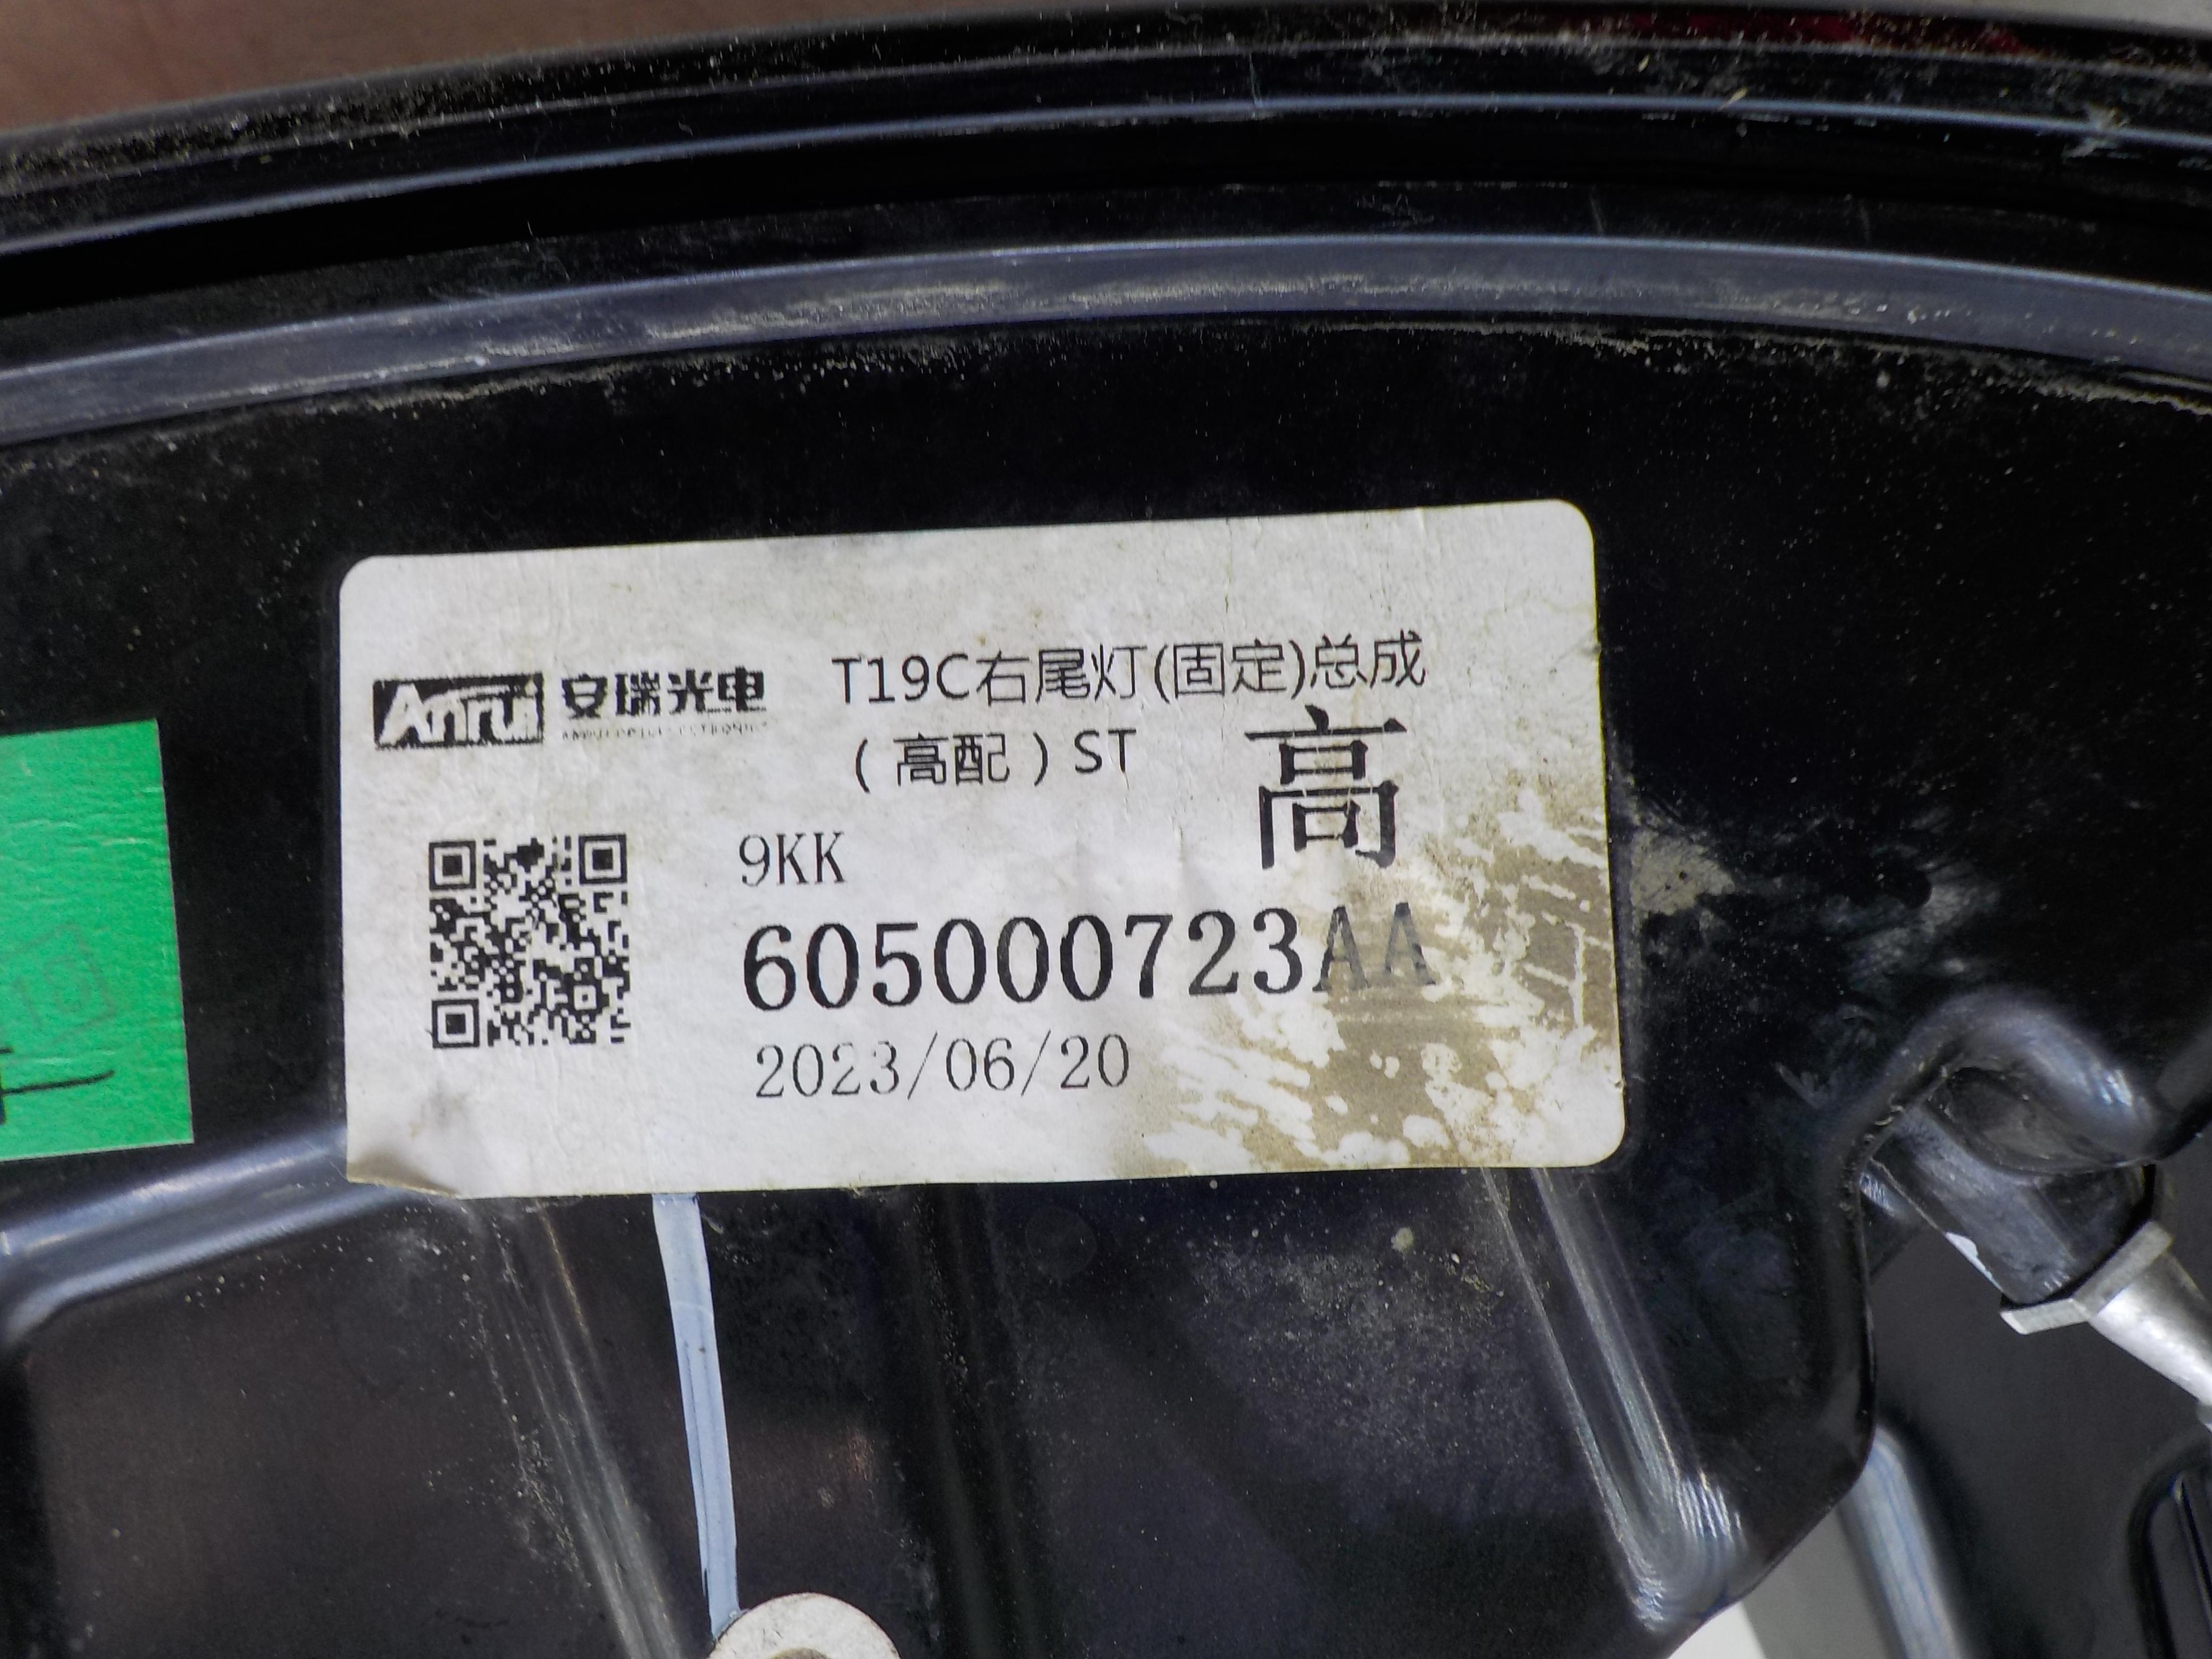 Anrui 安瑞光电
T19C右尾灯(固定)总成
（高配）ST
高
9KK
605000723AA
2023/06/20